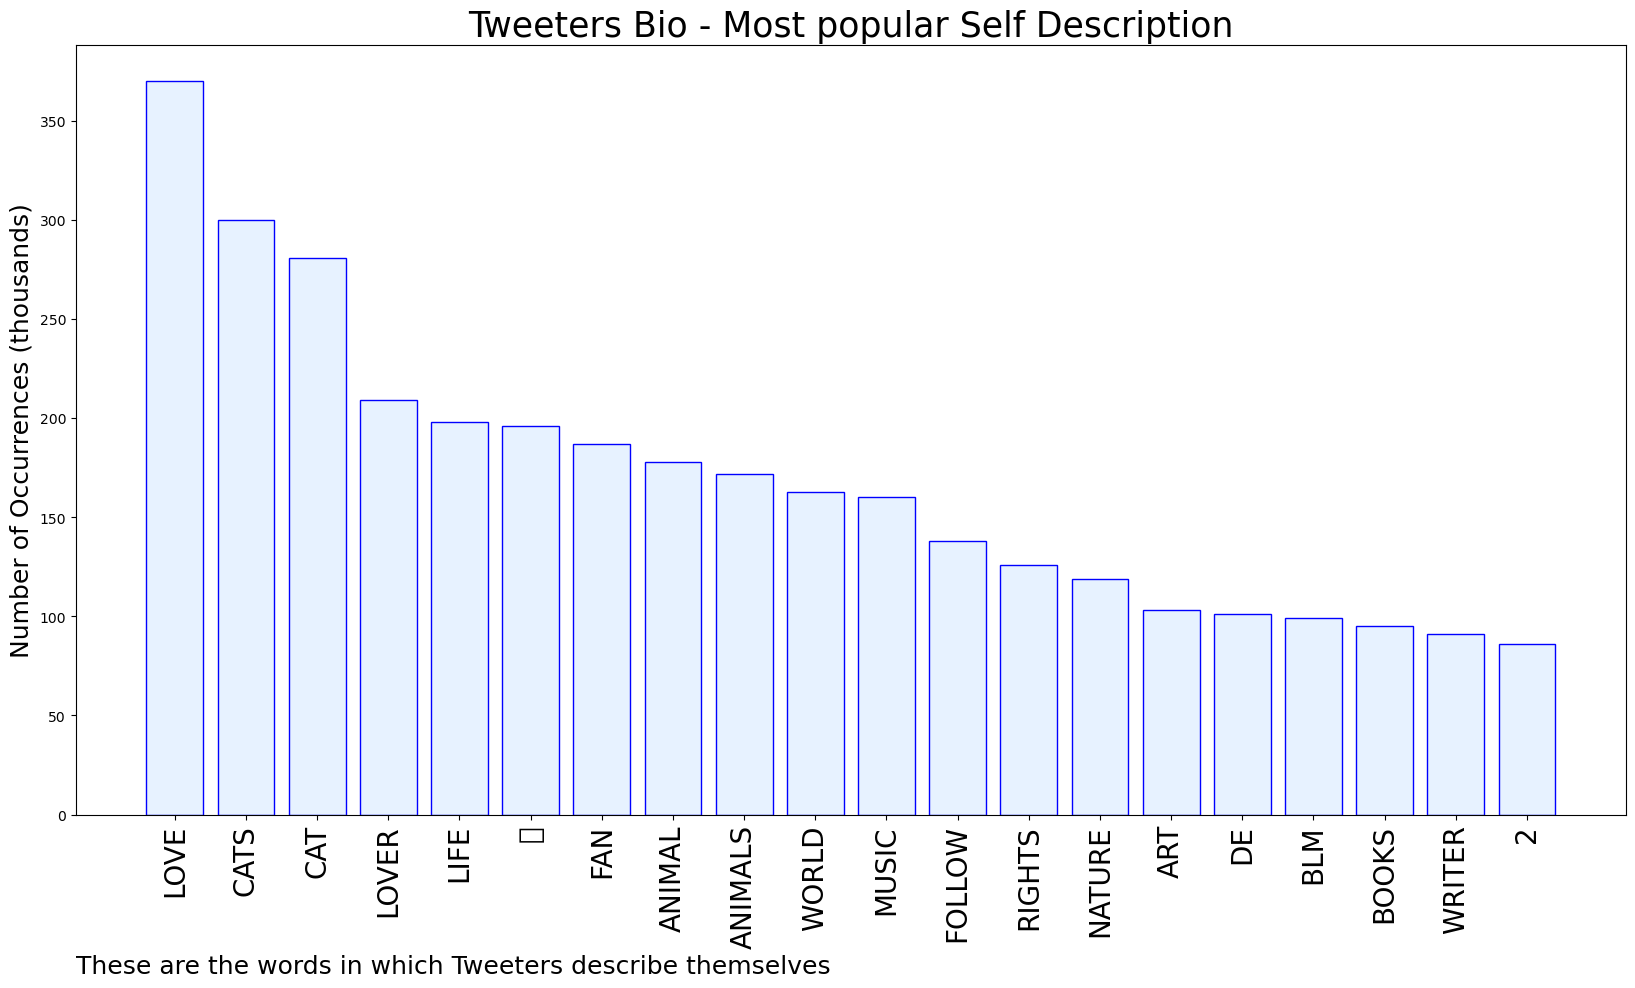 Tweeters Bio - Most popular Self Description
Number of Occurrences (thousands)
350
300
250
200
150
100
50
0
LOVE
CATS
CAT
LOVER
LIFE
FAN
ANIMAL
ANIMALS
WORLD
MUSIC
FOLLOW
RIGHTS
NATURE
ART
DE
BLM
BOOKS
WRITER
2
These are the words in which Tweeters describe themselves